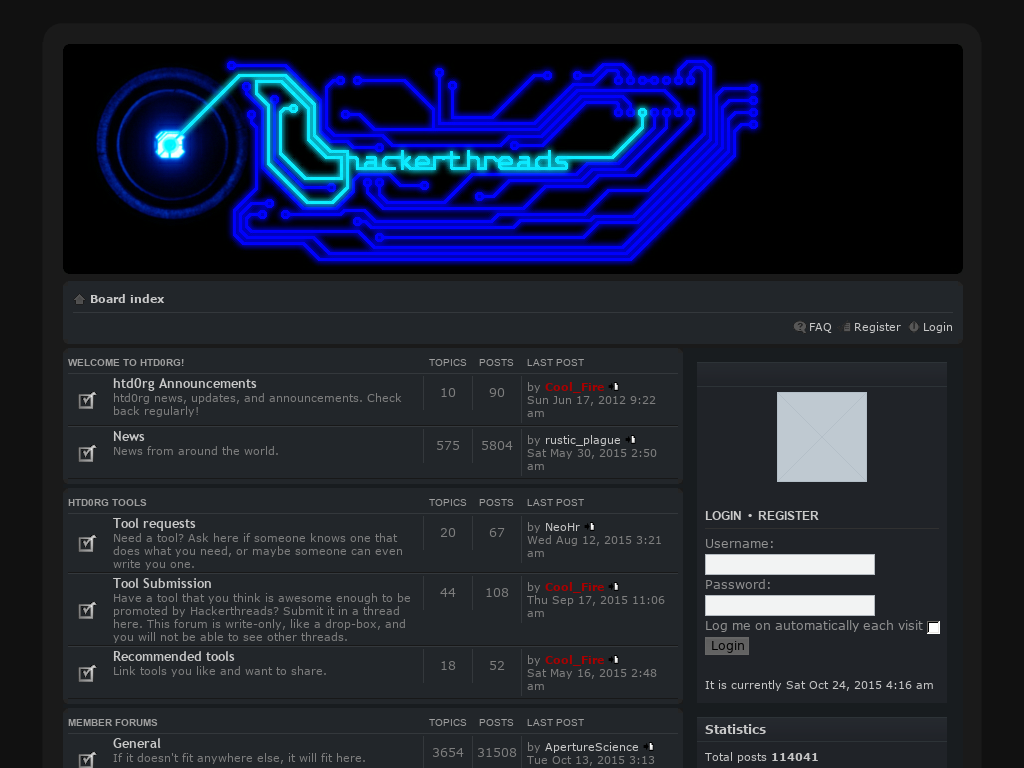 hackerthreads
Board index
FAQ Register Login
WELCOME TO HTD0RG! TOPICS POSTS LAST POST
htd0rg Announcements
htd0rg news, updates, and announcements. Check
back regularly!
10 90
by Cool_Fire
Sun Jun 17, 2012 9:22
am
News
News from around the world.
575 5804
by rustic_plague
Sat May 30, 2015 2:50
am
HTD0RG TOOLS TOPICS POSTS LAST POST
Tool requests
Need a tool? Ask here if someone knows one that
does what you need, or maybe someone can even
write you one.
20 67
by NeoHr
Wed Aug 12, 2015 3:21
am
Tool Submission
Have a tool that you think is awesome enough to be
promoted by Hackerthreads? Submit it in a thread
here. This forum is write-only, like a drop-box, and
you will not be able to see other threads.
44 108
by Cool_Fire
Thu Sep 17, 2015 11:06
am
Recommended tools
Link tools you like and want to share.
18 52
by Cool_Fire
Sat May 16, 2015 2:48
am
MEMBER FORUMS TOPICS POSTS LAST POST
General
If it doesn't fit anywhere else, it will fit here.
3654 31508
by ApertureScience
Tue Oct 13, 2015 3:13
LOGIN • REGISTER
Username:
Password:
Log me on automatically each visit
Login
It is currently Sat Oct 24, 2015 4:16 am
Statistics
Total posts 114041